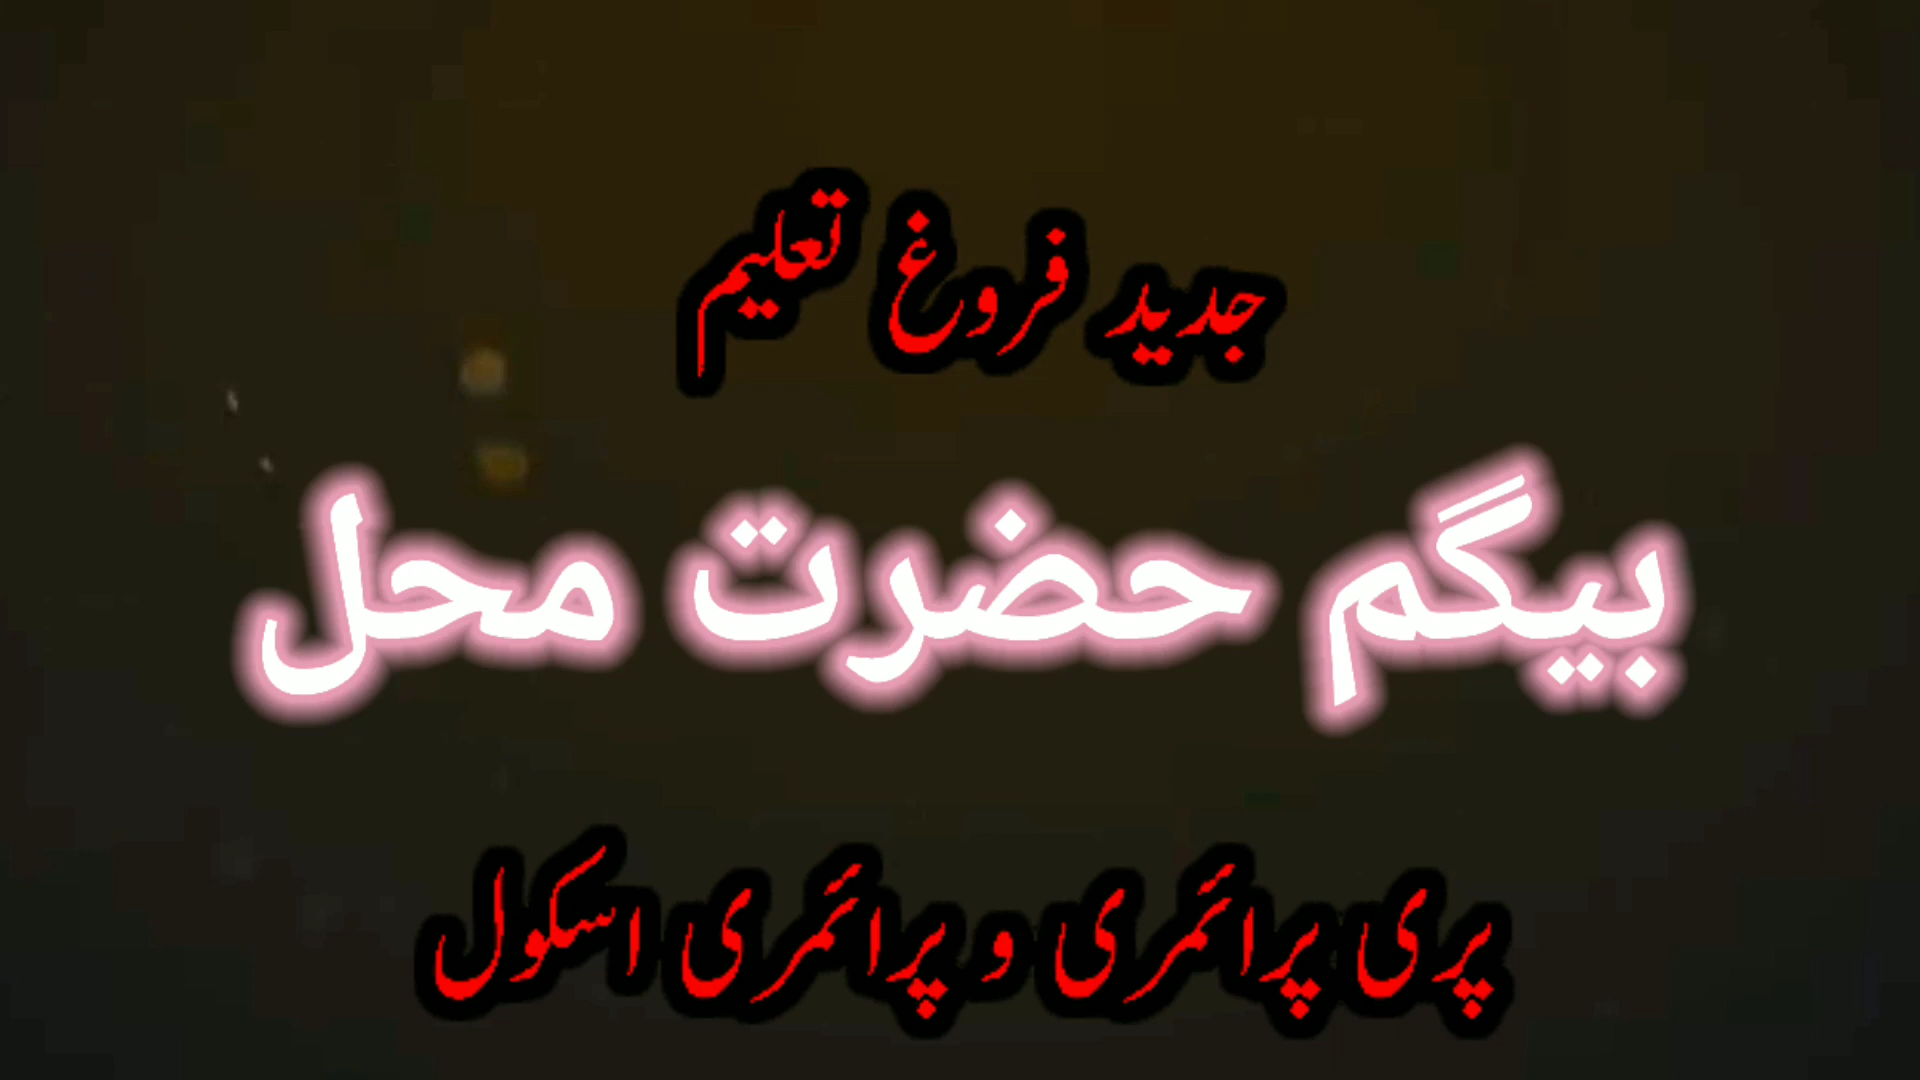 جدید فروغ تعلیم
بیگم حضرت محل
پری پرائمری و پرائمری اسکول